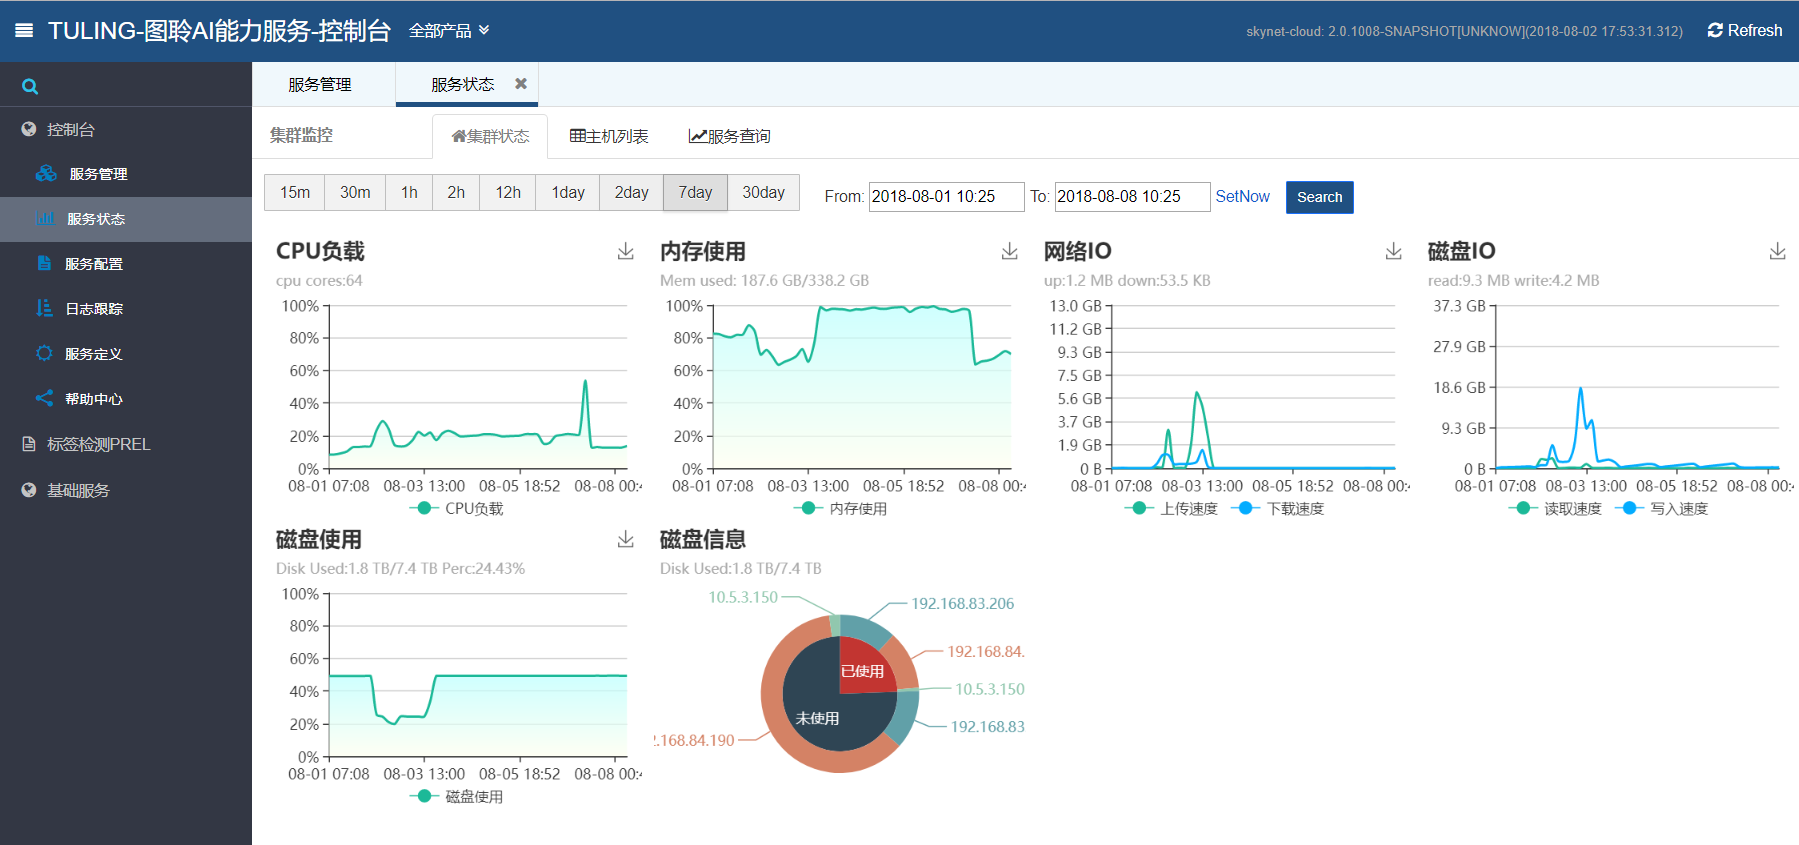 TULING-图聆AI能力服务-控制台 全部产品 skynet-cloud: 2.0.1008-SNAPSHOT[UNKNOW](2018-08-02 17:53:31.312) Refresh
控制台
服务管理
服务状态
服务配置
日志跟踪
服务定义
帮助中心
标签检测PREL
基础服务
服务管理 服务状态
集群监控 集群状态 主机列表 服务查询
15m 30m 1h 2h 12h 1day 2day 7day 30day From: 2018-08-01 10:25 To: 2018-08-08 10:25 SetNow Search
CPU负载
cpu cores:64
100%
80%
60%
40%
20%
0%
08-01 07:08 08-03 13:00 08-05 18:52 08-08 00:
CPU负载
内存使用
Mem used: 187.6 GB/338.2 GB
100%
80%
60%
40%
20%
0%
08-01 07:08 08-03 13:00 08-05 18:52 08-08 00:
内存使用
网络IO
up:1.2 MB down:53.5 KB
13.0 GB
11.2 GB
9.3 GB
7.5 GB
5.6 GB
3.7 GB
1.9 GB
0 B
08-01 07:08 08-03 13:00 08-05 18:52 08-08 00:
上传速度 下载速度
磁盘IO
read:9.3 MB write:4.2 MB
37.3 GB
27.9 GB
18.6 GB
9.3 GB
0 B
08-01 07:08 08-03 13:00 08-05 18:52 08-08 00:
读取速度 写入速度
磁盘使用
Disk Used:1.8 TB/7.4 TB Perc:24.43%
100%
80%
60%
40%
20%
0%
08-01 07:08 08-03 13:00 08-05 18:52 08-08 00:
磁盘使用
磁盘信息
Disk Used:1.8 TB/7.4 TB
10.5.3.150
192.168.83.206
192.168.84.
已使用
10.5.3.150
未使用
192.168.83
.168.84.190